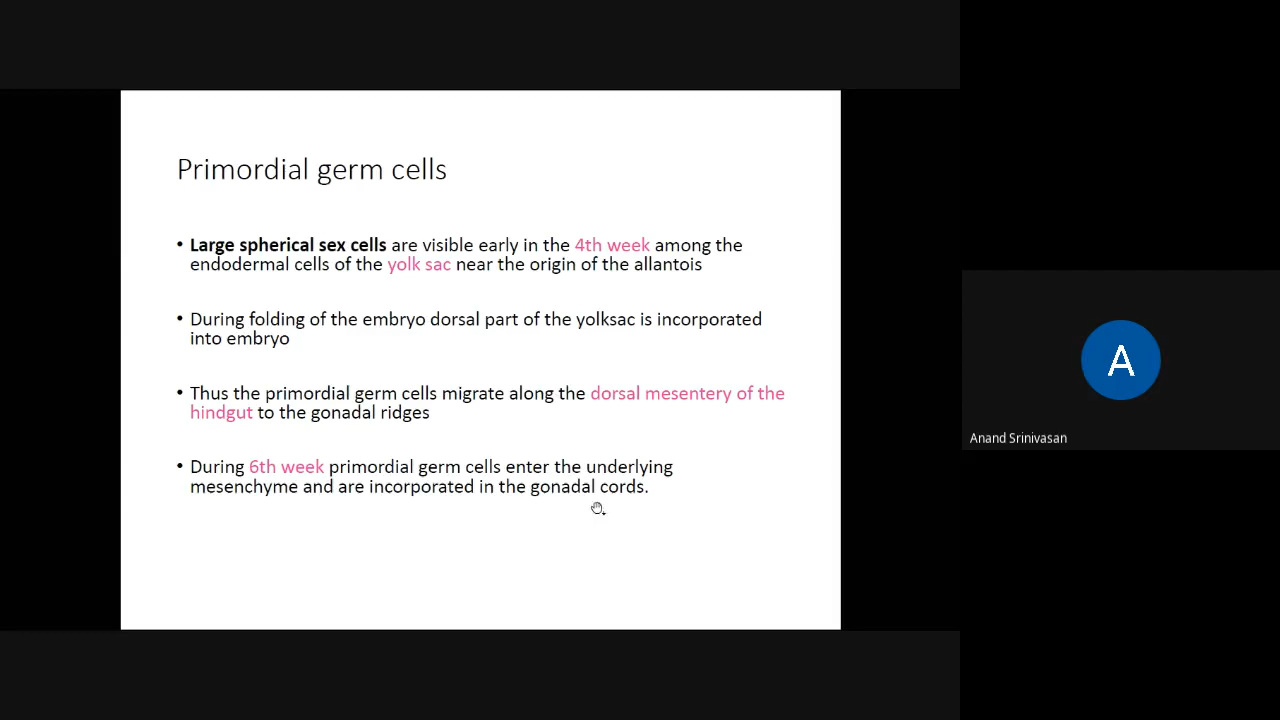 Primordial germ cells
• Large spherical sex cells are visible early in the 4th week among the
endodermal cells of the yolk sac near the origin of the allantois
• During folding of the embryo dorsal part of the yolksac is incorporated
into embryo
• Thus the primordial germ cells migrate along the dorsal mesentery of the
hindgut to the gonadal ridges
• During 6th week primordial germ cells enter the underlying
mesenchyme and are incorporated in the gonadal cords.
A
Anand Srinivasan